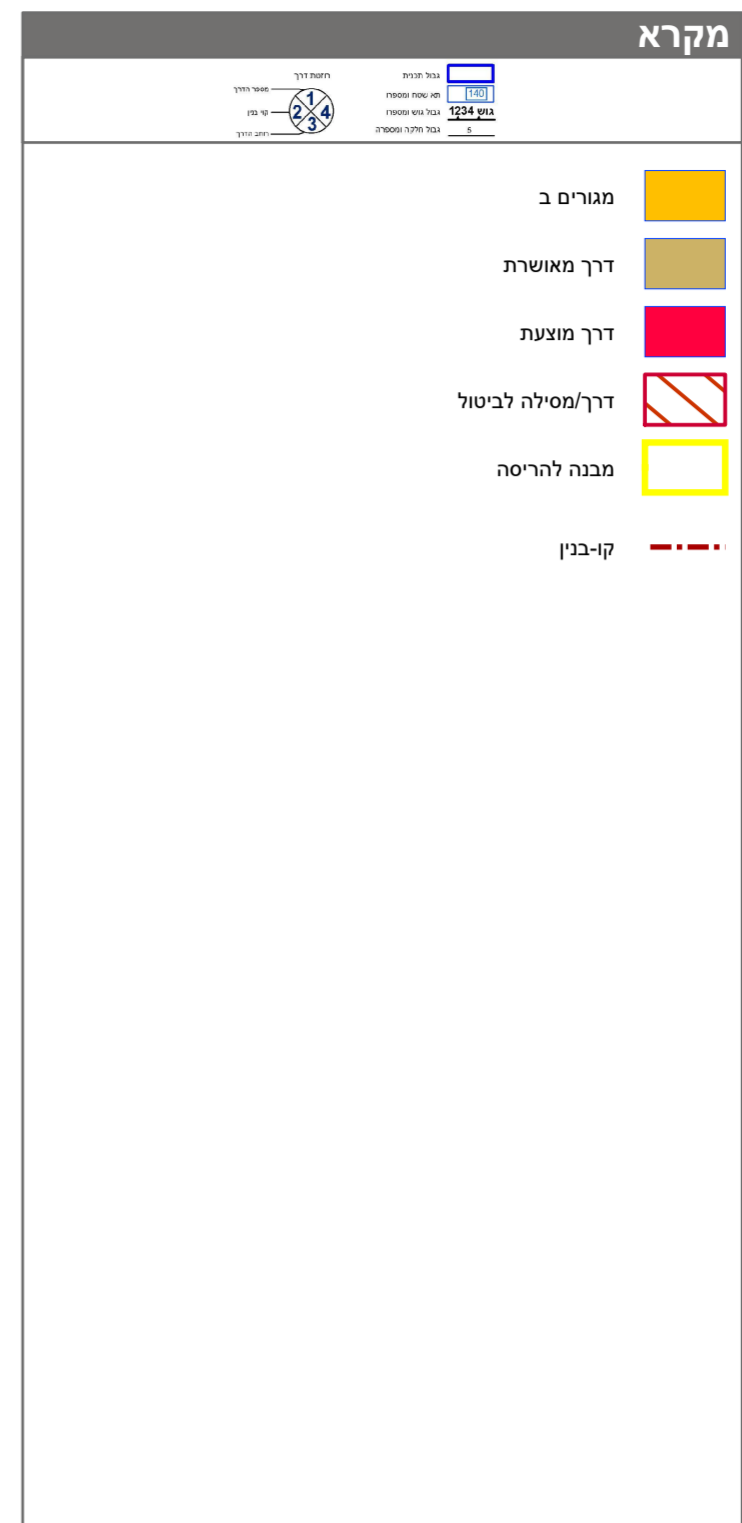 מקרא
גבול תכנית
תא שטח ומספרו 140
גבול גוש ומספרו גוש 1234
גבול חלקה ומספרה 5
רוזטת דרך
מספר הדרך
קוי בנין
רוחב הדרך
1
2 4
3
מגורים ב
דרך מאושרת
דרך מוצעת
דרך/מסילה לביטול
מבנה להריסה
קו-בנין